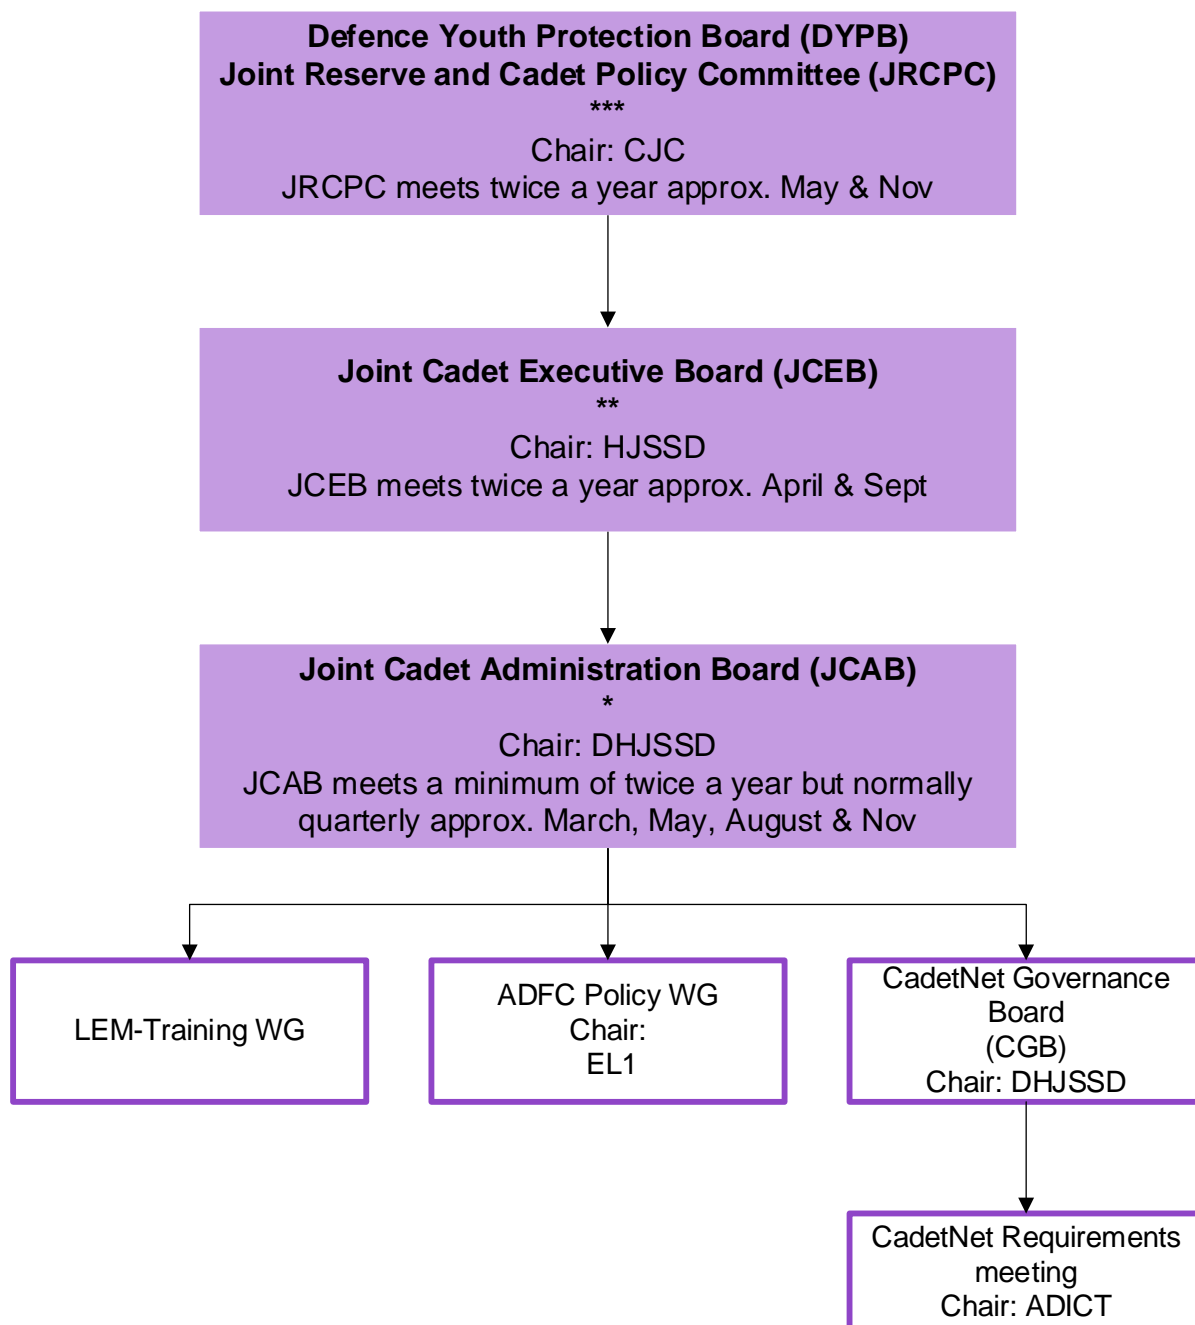 Defence Youth Protection Board (DYPB)
Joint Reserve and Cadet Policy Committee (JRCPC)
***
Chair: CJC
JRCPC meets twice a year approx. May & Nov
Joint Cadet Executive Board (JCEB)
**
Chair: HJSSD
JCEB meets twice a year approx. April & Sept
Joint Cadet Administration Board (JCAB)
*
Chair: DHJSSD
JCAB meets a minimum of twice a year but normally
quarterly approx. March, May, August & Nov
LEM-Training WG
ADFC Policy WG
Chair:
EL1
CadetNet Governance
Board
(CGB)
Chair: DHJSSD
CadetNet Requirements
meeting
Chair: ADICT